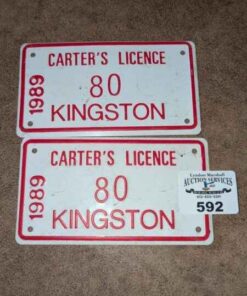 CARTER'S LICENCE
1989
80
KINGSTON
CARTER'S LICENCE
1989
80
KINGSTON
AUCTION SERVICES
592